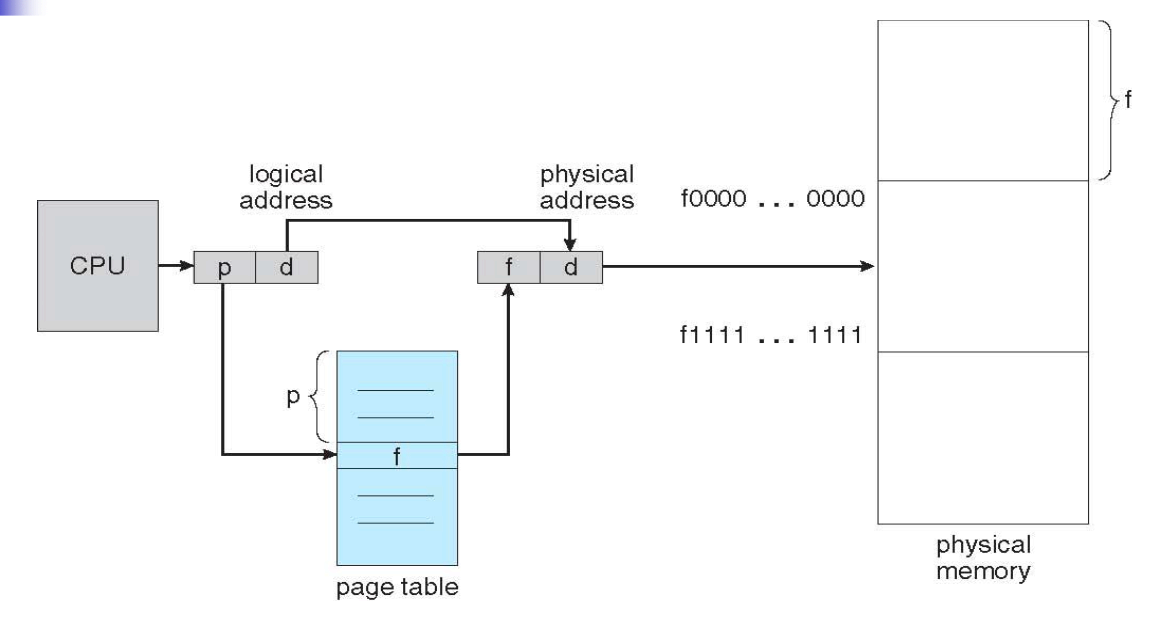 f
logical
address
physical
address
f0000 ... 0000
CPU
p
d
f
d
f1111 ... 1111
p
f
page table
physical
memory